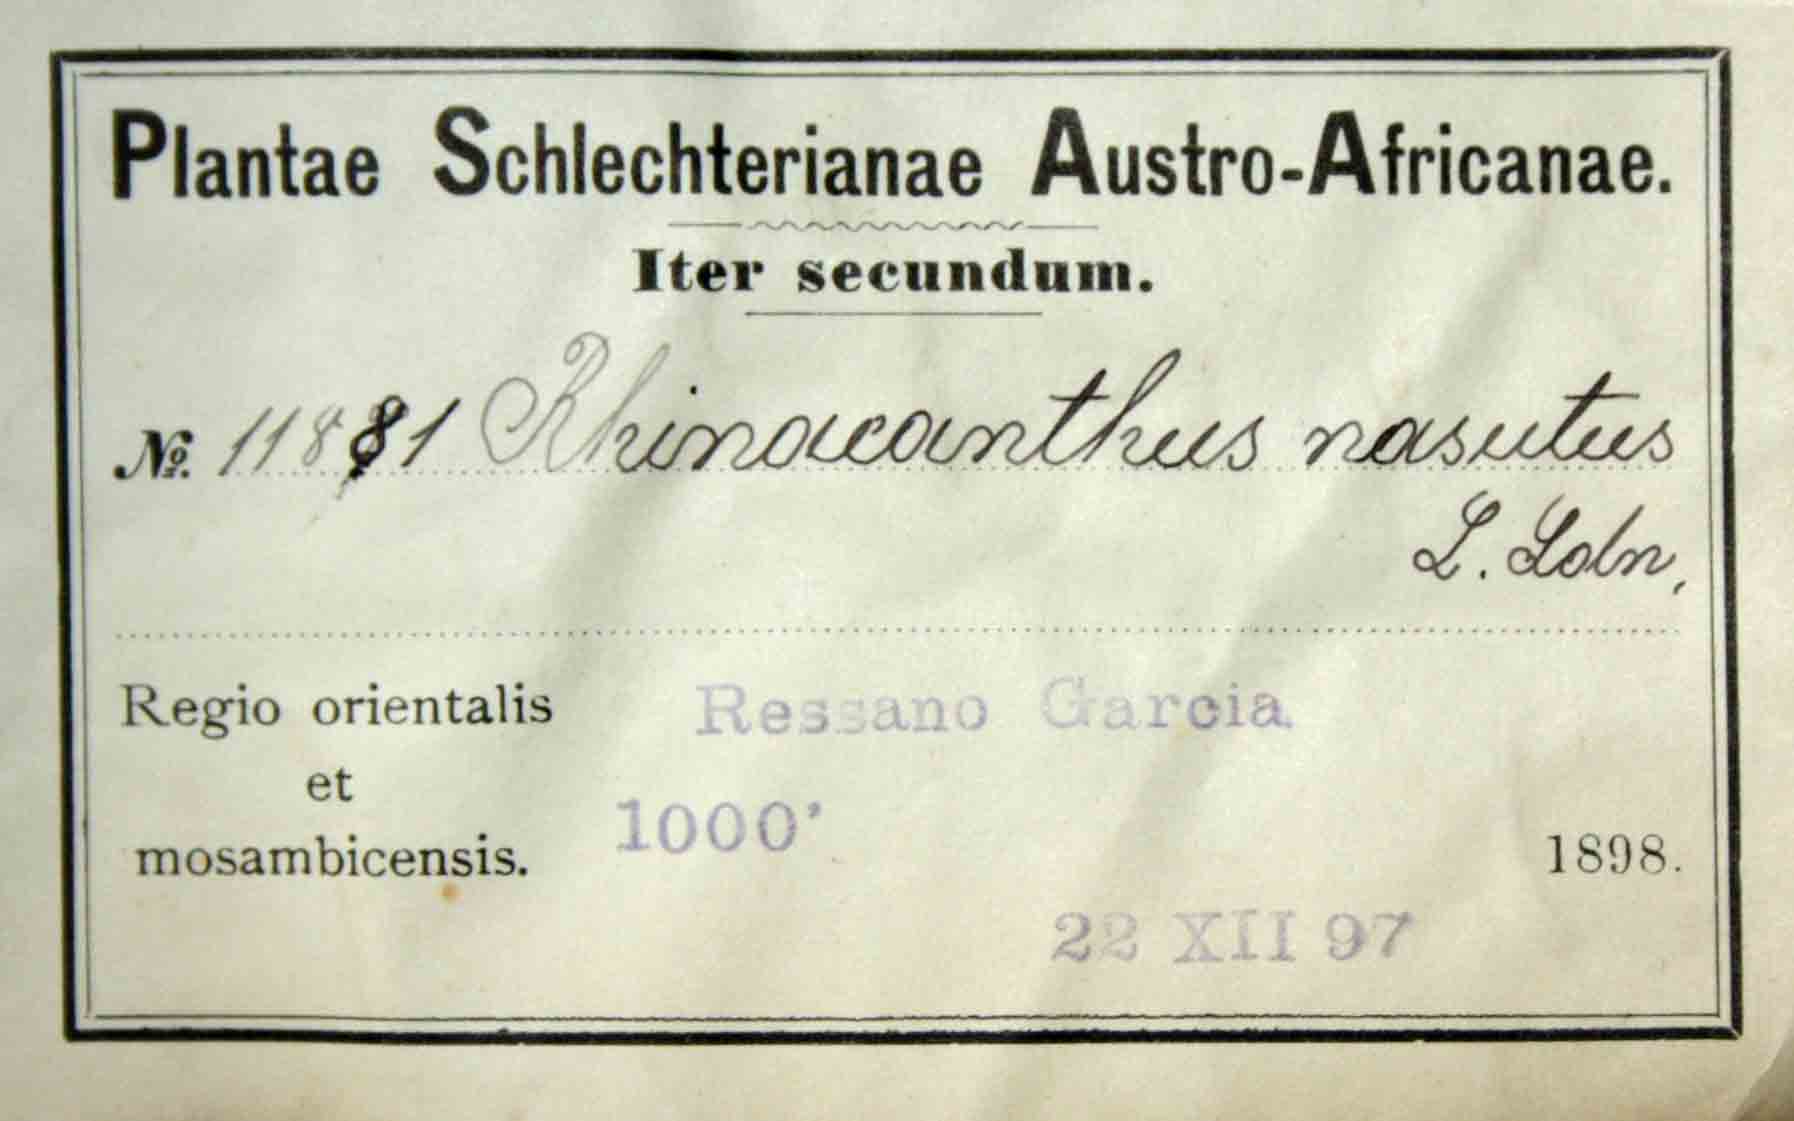 Plantae Schlechterianae Austro-Africanae.
Iter secundum.
No. 11881 Rhinacanthus nasutus
L. Ldn.
Regio orientalis Ressano Garcia.
et
mosambicensis. 1000' 1898.
22 XII 97